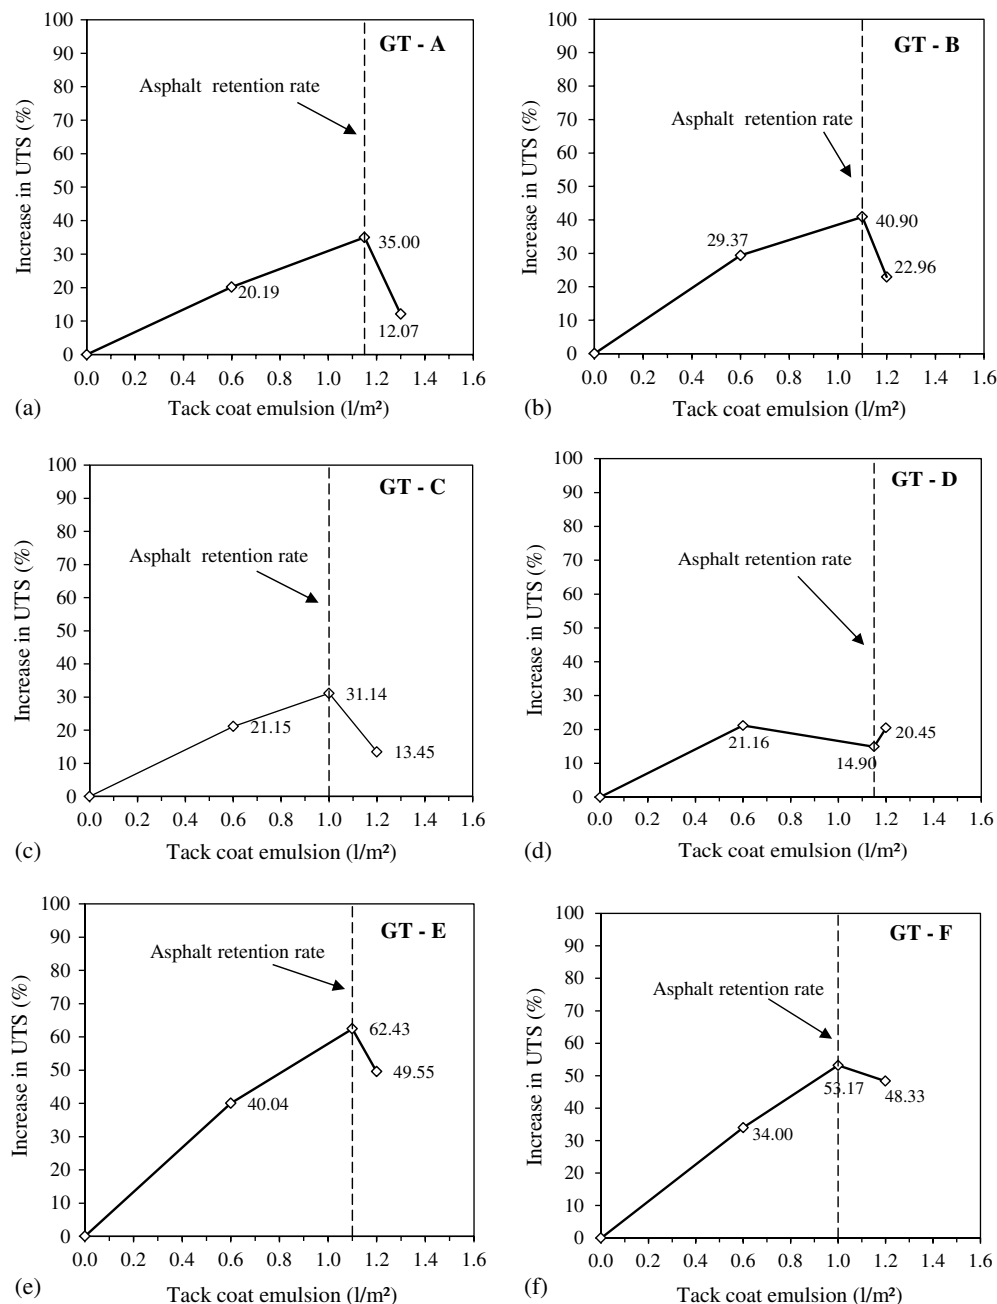 100
GT - A
90
80
Asphalt retention rate
70
60
50
40
30
35.00
20
20.19
10
12.07
0
0.0 0.2 0.4 0.6 0.8 1.0 1.2 1.4 1.6
Increase in UTS (%)
(a)
Tack coat emulsion (l/m²)
100
GT - B
90
80
70
Asphalt retention rate
60
50
40
40.90
29.37
30
22.96
20
10
0
0.0 0.2 0.4 0.6 0.8 1.0 1.2 1.4 1.6
Increase in UTS (%)
(b)
Tack coat emulsion (l/m²)
100
GT - C
90
80
70
Asphalt retention rate
60
50
40
30
31.14
20
21.15
13.45
10
0
0.0 0.2 0.4 0.6 0.8 1.0 1.2 1.4 1.6
Increase in UTS (%)
(c)
Tack coat emulsion (l/m²)
100
GT - D
90
80
70
Asphalt retention rate
60
50
40
30
20
20.45
21.16
14.90
10
0
0.0 0.2 0.4 0.6 0.8 1.0 1.2 1.4 1.6
Increase in UTS (%)
(d)
Tack coat emulsion (l/m²)
100
GT - E
90
Asphalt retention rate
80
70
60
62.43
50
49.55
40
40.04
30
20
10
0
0.0 0.2 0.4 0.6 0.8 1.0 1.2 1.4 1.6
Increase in UTS (%)
(e)
Tack coat emulsion (l/m²)
100
GT - F
90
80
Asphalt retention rate
70
60
50
53.17
48.33
40
30
34.00
20
10
0
0.0 0.2 0.4 0.6 0.8 1.0 1.2 1.4 1.6
Increase in UTS (%)
(f)
Tack coat emulsion (l/m²)